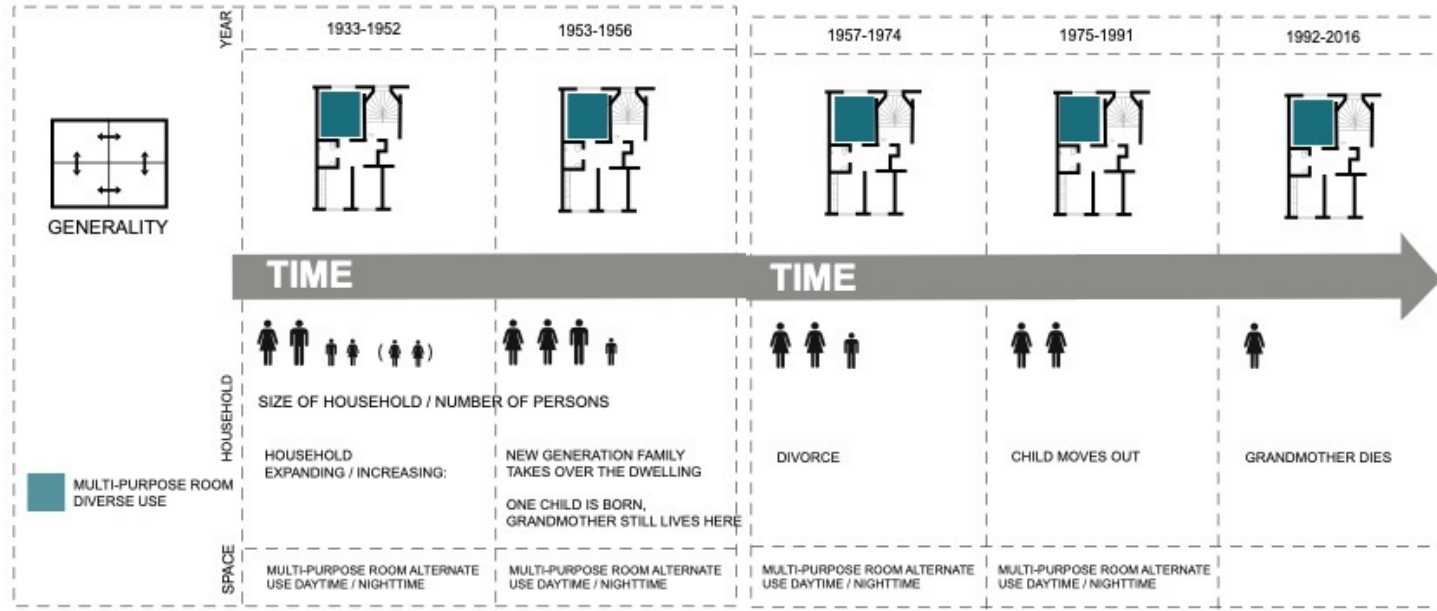 YEAR
1933-1952
1953-1956
1957-1974
1975-1991
1992-2016
GENERALITY
TIME
TIME
HOUSEHOLD
( )
SIZE OF HOUSEHOLD / NUMBER OF PERSONS
HOUSEHOLD
EXPANDING / INCREASING:
NEW GENERATION FAMILY
TAKES OVER THE DWELLING
ONE CHILD IS BORN,
GRANDMOTHER STILL LIVES HERE
DIVORCE
CHILD MOVES OUT
GRANDMOTHER DIES
MULTI-PURPOSE ROOM
DIVERSE USE
SPACE
MULTI-PURPOSE ROOM ALTERNATE
USE DAYTIME / NIGHTTIME
MULTI-PURPOSE ROOM ALTERNATE
USE DAYTIME / NIGHTTIME
MULTI-PURPOSE ROOM ALTERNATE
USE DAYTIME / NIGHTTIME
MULTI-PURPOSE ROOM ALTERNATE
USE DAYTIME / NIGHTTIME